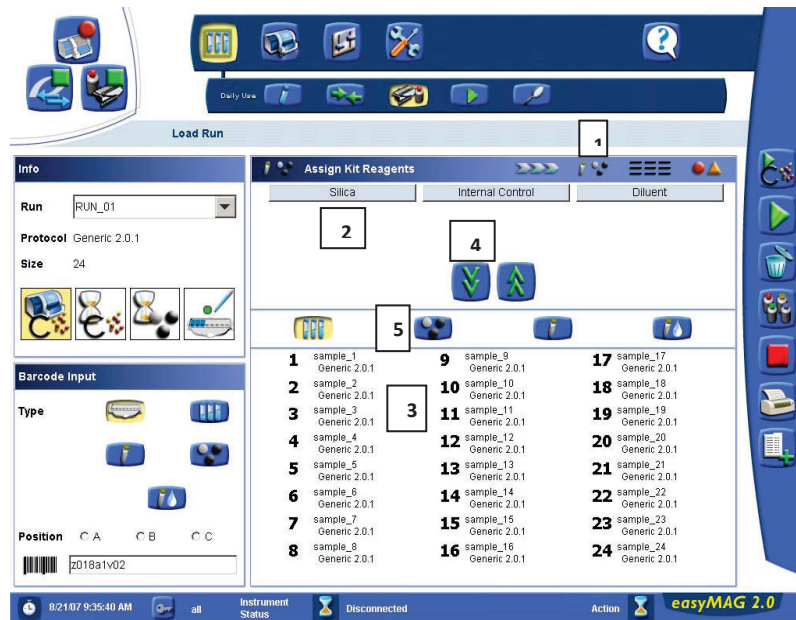 Daily Use
1
Load Run
Info
Run RUN_01
Protocol Generic 2.0.1
Size 24
Assign Kit Reagents
Silica Internal Control Diluent
2
4
5
3
1 sample_1 Generic 2.0.1
2 sample_2 Generic 2.0.1
3 sample_3 Generic 2.0.1
4 sample_4 Generic 2.0.1
5 sample_5 Generic 2.0.1
6 sample_6 Generic 2.0.1
7 sample_7 Generic 2.0.1
8 sample_8 Generic 2.0.1
9 sample_9 Generic 2.0.1
10 sample_10 Generic 2.0.1
11 sample_11 Generic 2.0.1
12 sample_12 Generic 2.0.1
13 sample_13 Generic 2.0.1
14 sample_14 Generic 2.0.1
15 sample_15 Generic 2.0.1
16 sample_16 Generic 2.0.1
17 sample_17 Generic 2.0.1
18 sample_18 Generic 2.0.1
19 sample_19 Generic 2.0.1
20 sample_20 Generic 2.0.1
21 sample_21 Generic 2.0.1
22 sample_22 Generic 2.0.1
23 sample_23 Generic 2.0.1
24 sample_24 Generic 2.0.1
Barcode Input
Type
Position A B C
z018a1v02
8/21/07 9:35:40 AM all Instrument Status Disconnected Action easyMAG 2.0